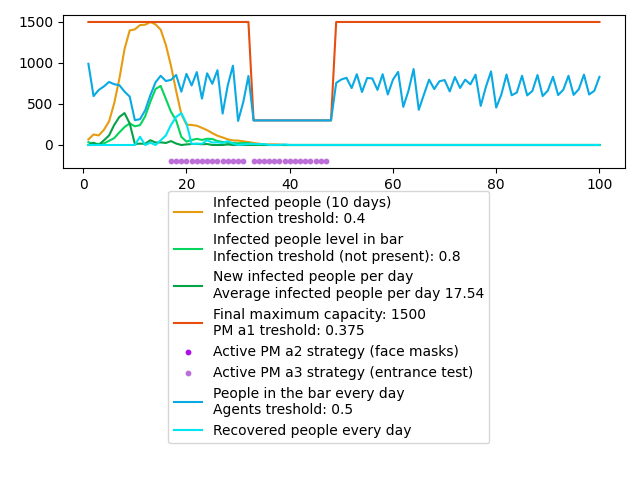 1500
1000
500
0
0 20 40 60 80 100
Infected people (10 days)
Infection treshold: 0.4
Infected people level in bar
Infection treshold (not present): 0.8
New infected people per day
Average infected people per day 17.54
Final maximum capacity: 1500
PM a1 treshold: 0.375
Active PM a2 strategy (face masks)
Active PM a3 strategy (entrance test)
People in the bar every day
Agents treshold: 0.5
Recovered people every day